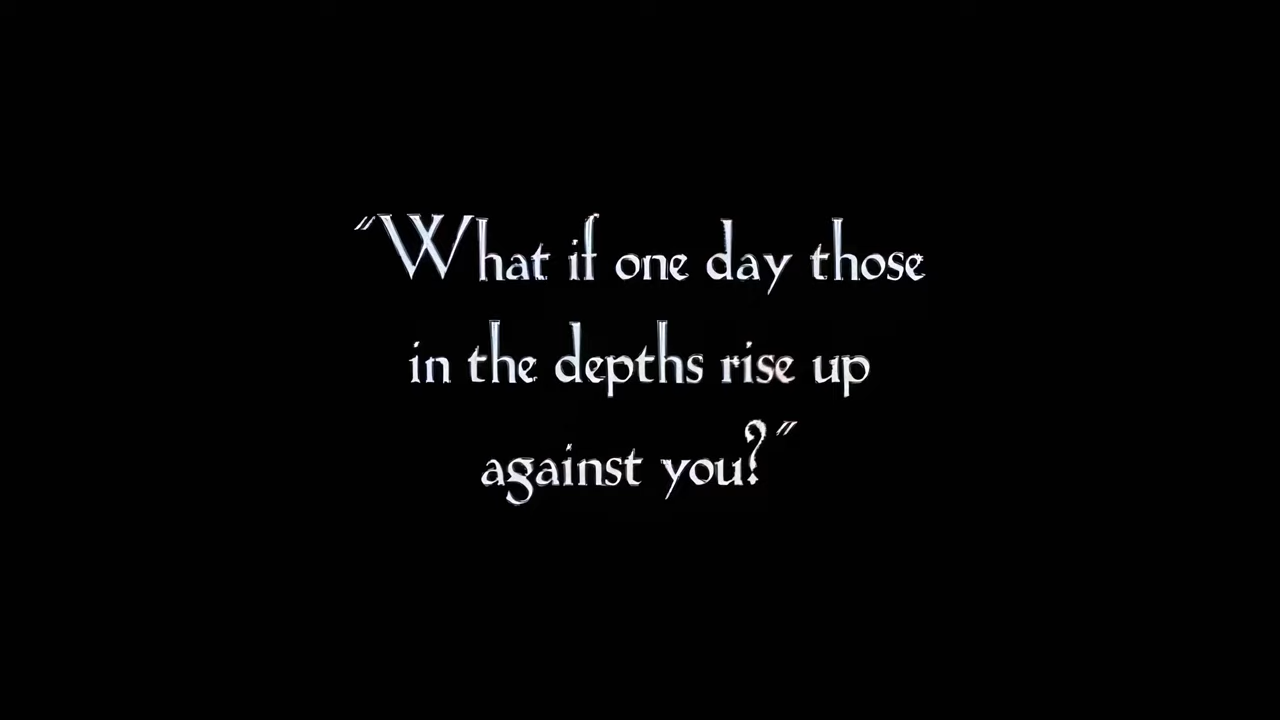 "What if one day those
in the depths rise up
against you?"